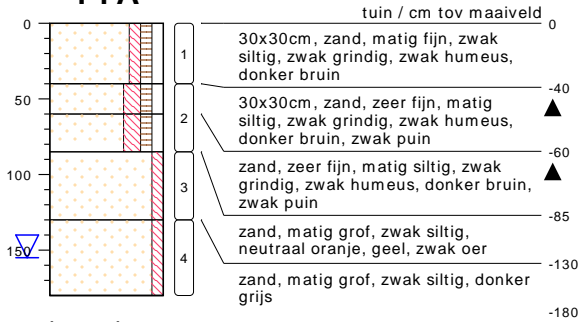 tuin / cm tov maaiveld
0
0
30x30cm, zand, matig fijn, zwak
siltig, zwak grindig, zwak humeus,
donker bruin
1
-40
50
30x30cm, zand, zeer fijn, matig
siltig, zwak grindig, zwak humeus,
donker bruin, zwak puin
2
-60
zand, zeer fijn, matig siltig, zwak
grindig, zwak humeus, donker bruin,
zwak puin
100
3
-85
zand, matig grof, zwak siltig,
neutraal oranje, geel, zwak oer
150
4
-130
zand, matig grof, zwak siltig, donker
grijs
-180